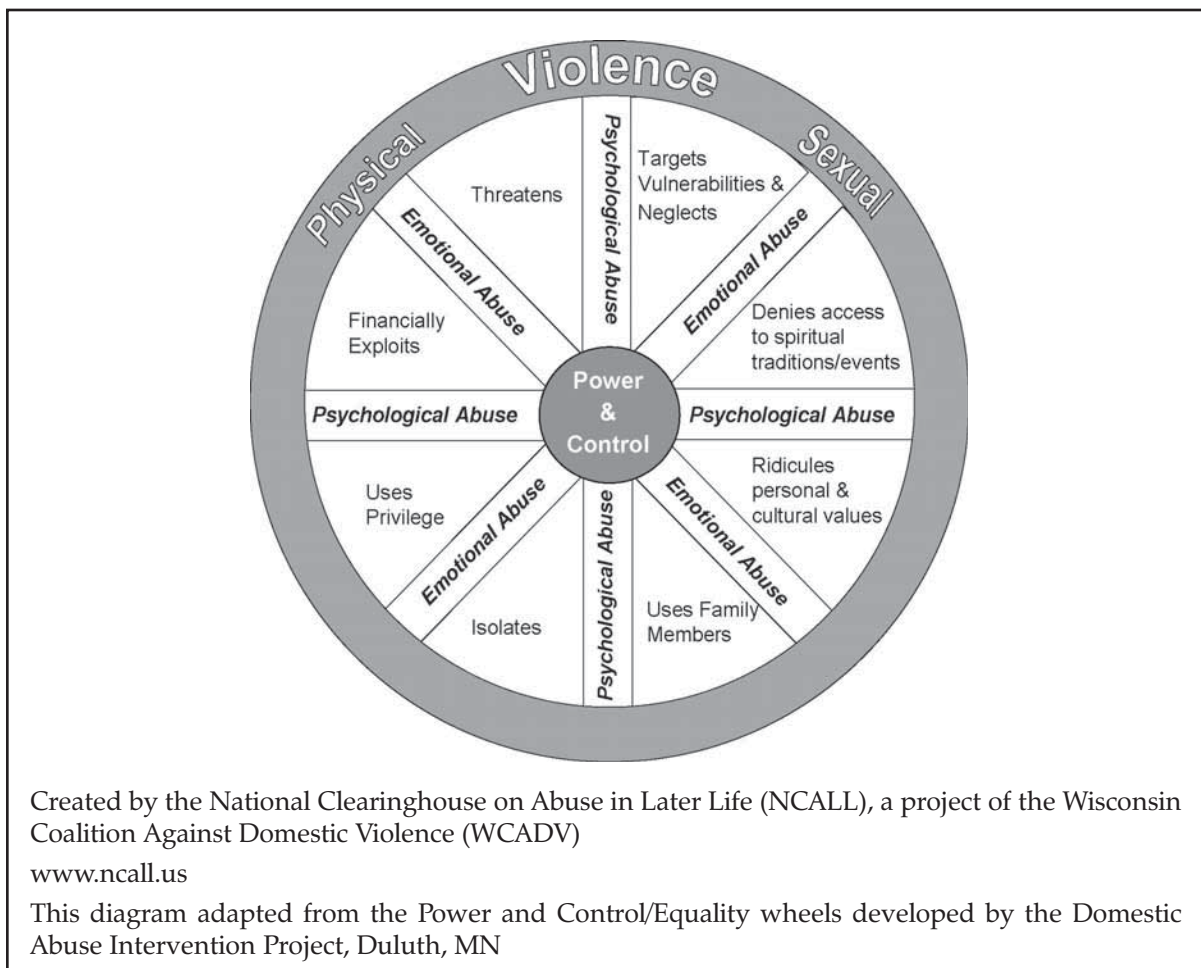 Violence
Physical
Sexual
Threatens
Psychological Abuse
Targets
Vulnerabilities &
Neglects
Emotional Abuse
Emotional Abuse
Financially
Exploits
Denies access
to spiritual
traditions/events
Psychological Abuse
Power
&
Control
Psychological Abuse
Uses
Privilege
Ridicules
personal &
cultural values
Emotional Abuse
Emotional Abuse
Isolates
Psychological Abuse
Uses Family
Members
Created by the National Clearinghouse on Abuse in Later Life (NCALL), a project of the Wisconsin
Coalition Against Domestic Violence (WCADV)
www.ncall.us
This diagram adapted from the Power and Control/Equality wheels developed by the Domestic
Abuse Intervention Project, Duluth, MN